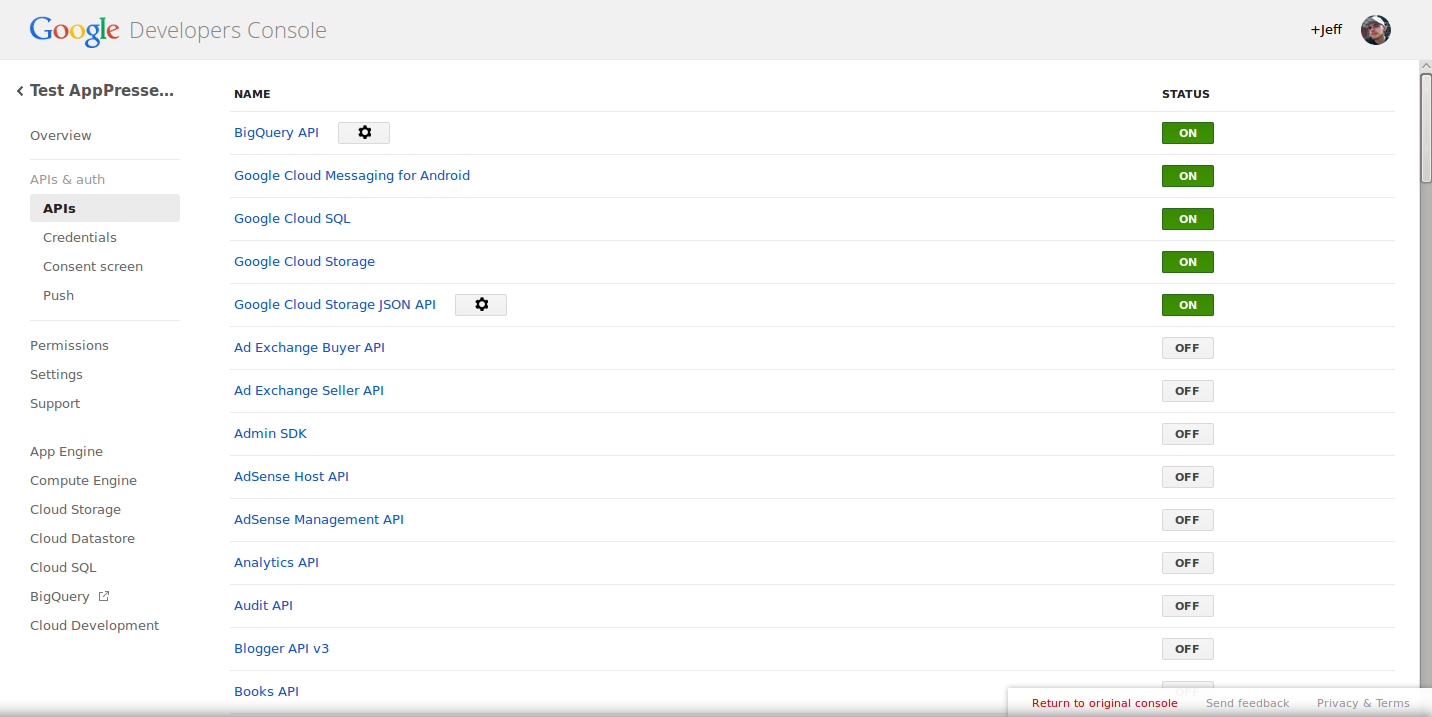 Google Developers Console
+Jeff
Test AppPresse...
Overview
APIs & auth
APIs
Credentials
Consent screen
Push
Permissions
Settings
Support
App Engine
Compute Engine
Cloud Storage
Cloud Datastore
Cloud SQL
BigQuery
Cloud Development
NAME STATUS
BigQuery API ON
Google Cloud Messaging for Android ON
Google Cloud SQL ON
Google Cloud Storage ON
Google Cloud Storage JSON API ON
Ad Exchange Buyer API OFF
Ad Exchange Seller API OFF
Admin SDK OFF
AdSense Host API OFF
AdSense Management API OFF
Analytics API OFF
Audit API OFF
Blogger API v3 OFF
Books API OFF
Return to original console Send feedback Privacy & Terms